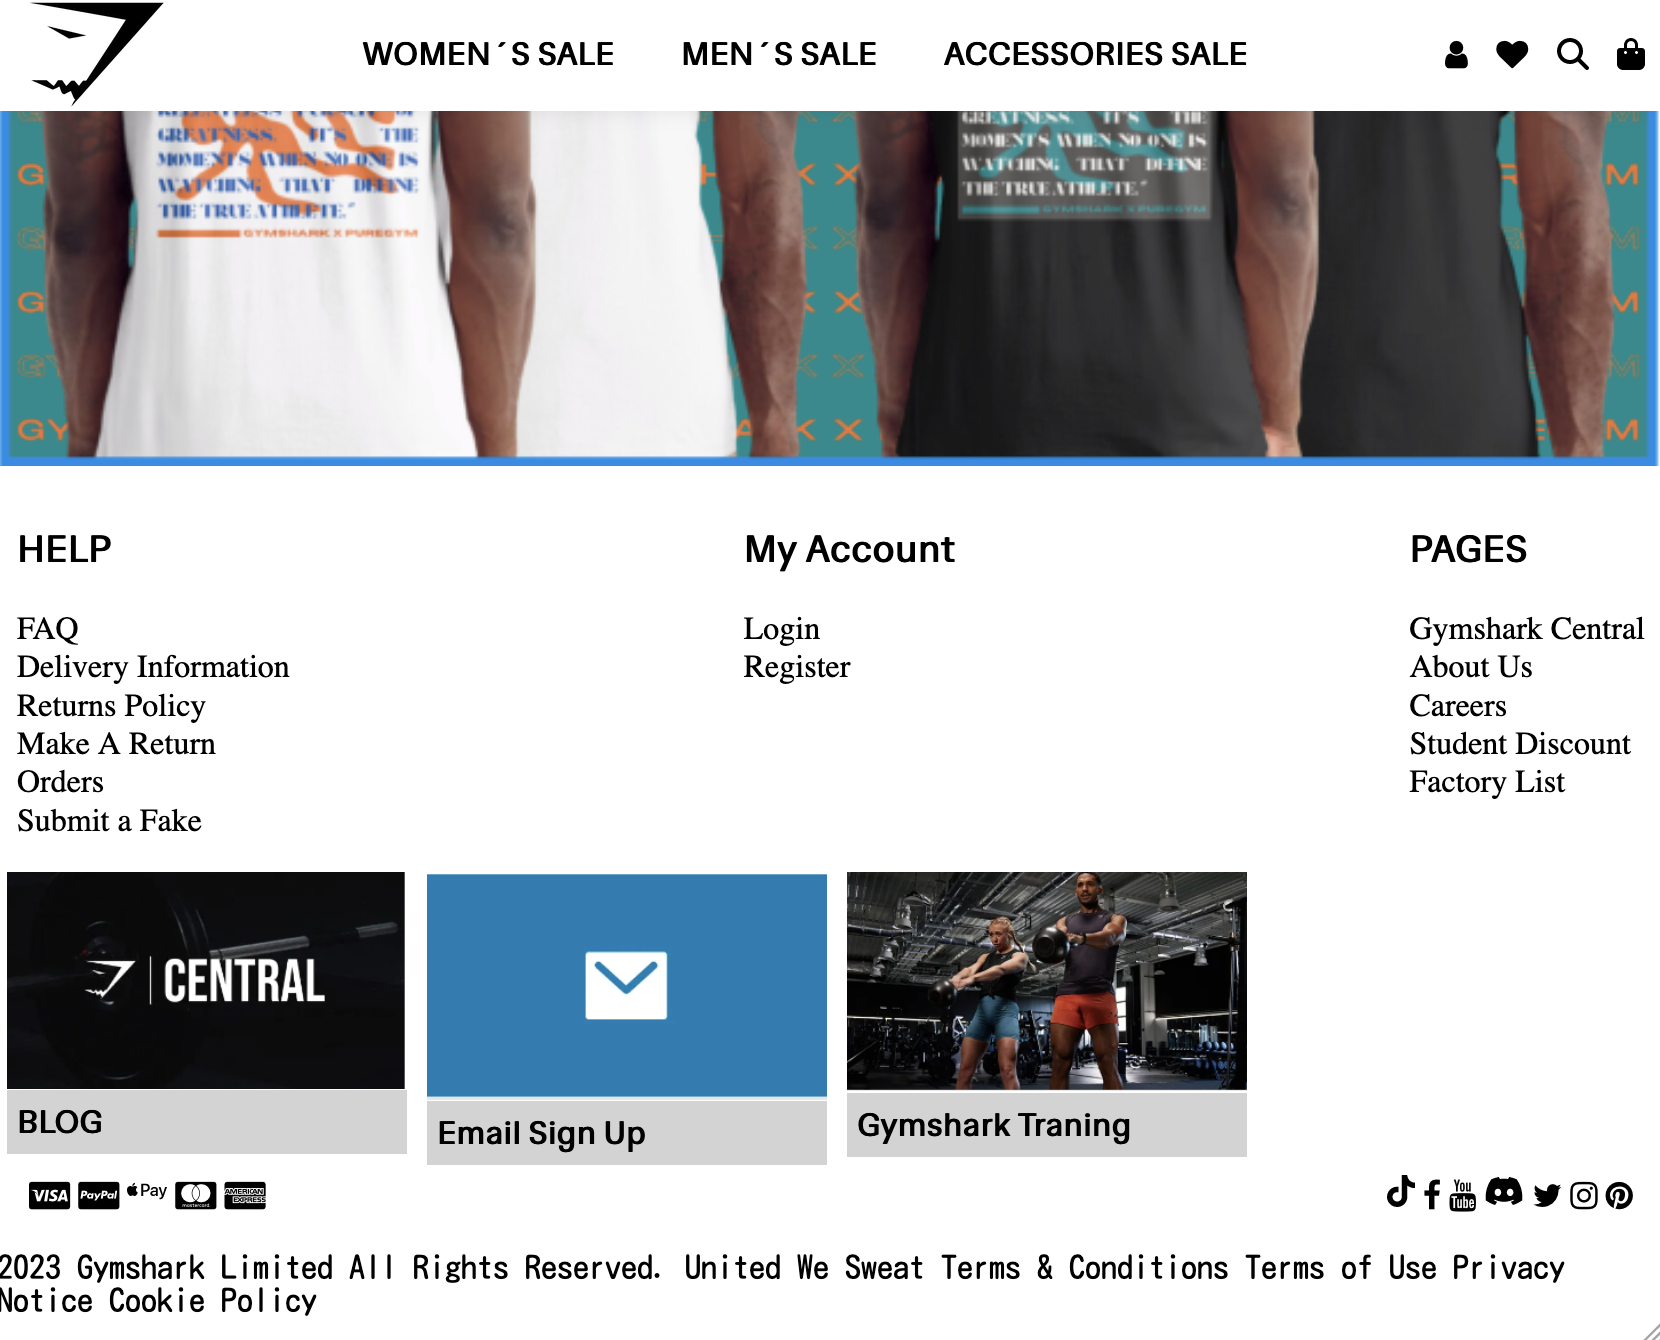 WOMEN´S SALE MEN´S SALE ACCESSORIES SALE
GREATNESS. IT'S THE
MOMENTS WHEN NO ONE IS
WATCHING THAT DEFINE
THE TRUE ATHLETE."
GYMSHARK X PUREGYM
GREATNESS. IT'S THE
MOMENTS WHEN NO ONE IS
WATCHING THAT DEFINE
THE TRUE ATHLETE."
GYMSHARK X PUREGYM
HELP
FAQ
Delivery Information
Returns Policy
Make A Return
Orders
Submit a Fake
My Account
Login
Register
PAGES
Gymshark Central
About Us
Careers
Student Discount
Factory List
CENTRAL
BLOG
Email Sign Up
Gymshark Traning
VISA PayPal Pay mastercard AMERICAN EXPRESS
You
Tube
2023 Gymshark Limited All Rights Reserved. United We Sweat Terms & Conditions Terms of Use Privacy
Notice Cookie Policy